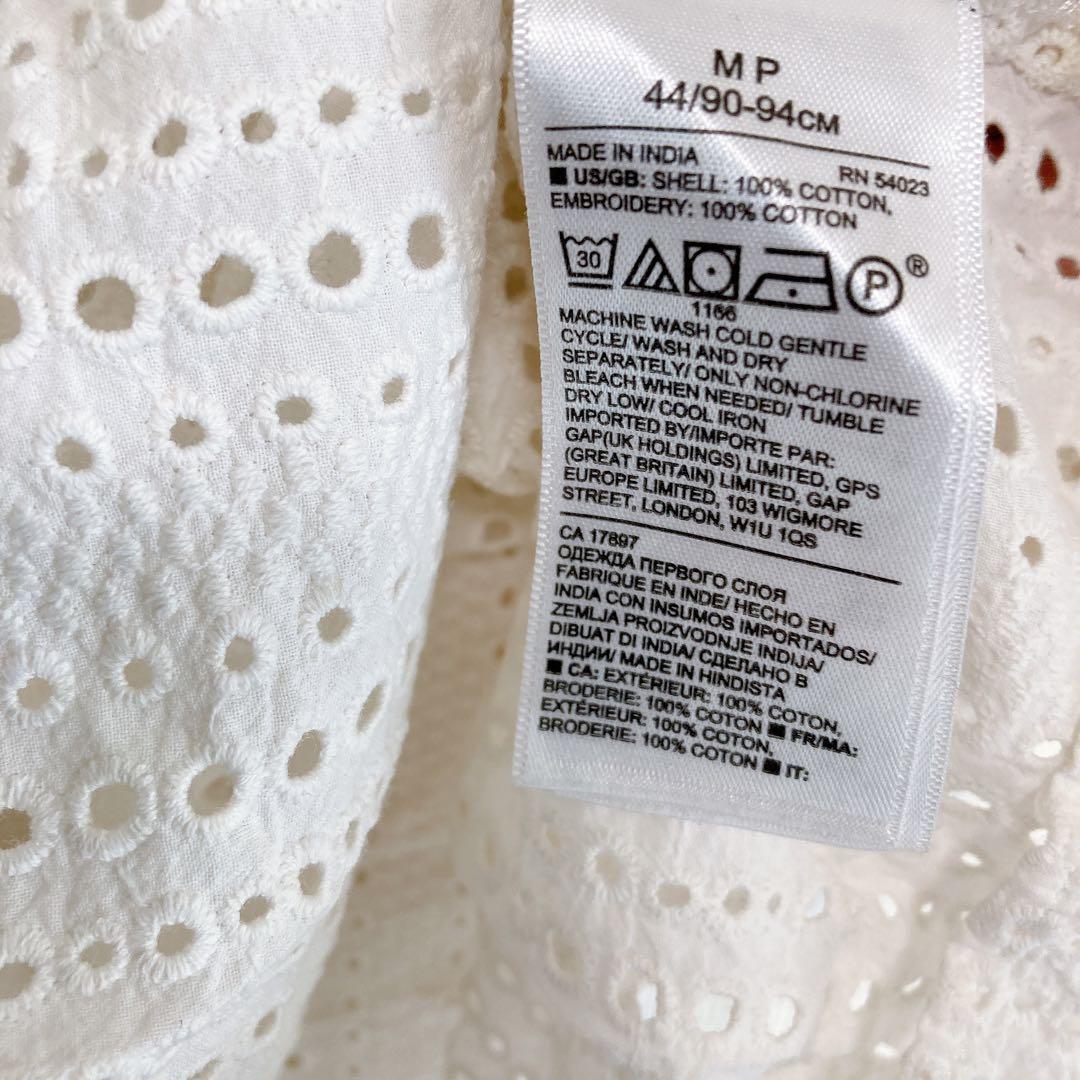 M P
44/90-94CM
MADE IN INDIA RN 54023
■ US/GB: SHELL: 100% COTTON,
EMBROIDERY: 100% COTTON
30 P ®
1166
MACHINE WASH COLD GENTLE
CYCLE/ WASH AND DRY
SEPARATELY/ ONLY NON-CHLORINE
BLEACH WHEN NEEDED/ TUMBLE
DRY LOW/ COOL IRON
IMPORTED BY/IMPORTE PAR:
GAP(UK HOLDINGS) LIMITED, GPS
(GREAT BRITAIN) LIMITED, GAP
EUROPE LIMITED, 103 WIGMORE
STREET, LONDON, W1U 1QS
CA 17897
ОДЕЖДА ПЕРВОГО СЛОЯ
FABRIQUE EN INDE/ HECHO EN
INDIA CON INSUMOS IMPORTADOS/
ZEMLJA PROIZVODNJE INDIJA/
DIBUAT DI INDIA/ СДЕЛАНО В
ИНДИИ/ MADE IN HINDISTA
■ CA: EXTÉRIEUR: 100% COTON,
BRODERIE: 100% COTON ■ FR/MA:
EXTÉRIEUR: 100% COTON,
BRODERIE: 100% COTON ■ IT: